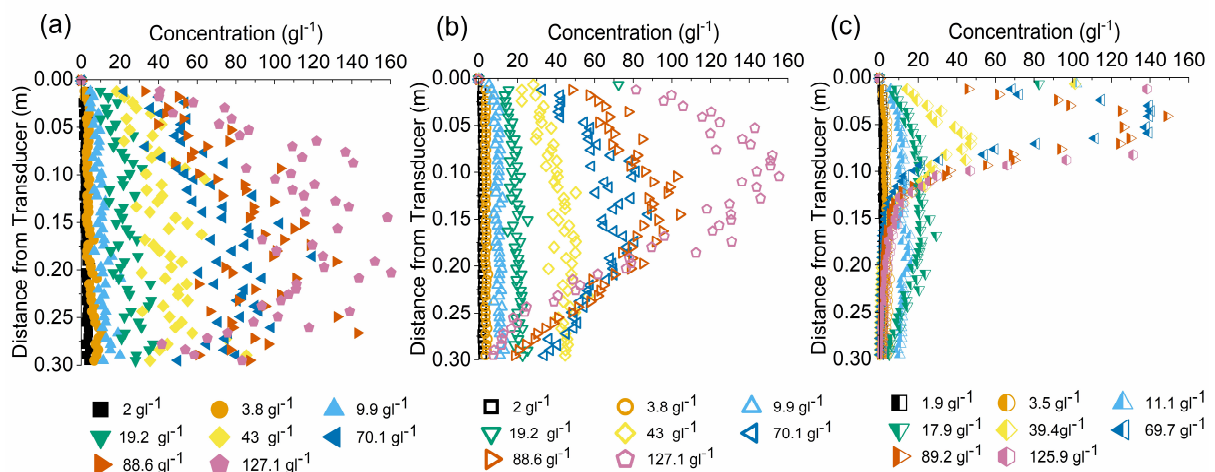 (a)
Concentration (gl⁻¹)
0 20 40 60 80 100 120 140 160
Distance from Transducer (m)
0.00
0.05
0.10
0.15
0.20
0.25
0.30
2 gl⁻¹ 3.8 gl⁻¹ 9.9 gl⁻¹
19.2 gl⁻¹ 43 gl⁻¹ 70.1 gl⁻¹
88.6 gl⁻¹ 127.1 gl⁻¹
(b)
Concentration (gl⁻¹)
0 20 40 60 80 100 120 140 160
Distance from Transducer (m)
0.00
0.05
0.10
0.15
0.20
0.25
0.30
2 gl⁻¹ 3.8 gl⁻¹ 9.9 gl⁻¹
19.2 gl⁻¹ 43 gl⁻¹ 70.1 gl⁻¹
88.6 gl⁻¹ 127.1 gl⁻¹
(c)
Concentration (gl⁻¹)
0 20 40 60 80 100 120 140 160
Distance from Transducer (m)
0.00
0.05
0.10
0.15
0.20
0.25
0.30
1.9 gl⁻¹ 3.5 gl⁻¹ 11.1 gl⁻¹
17.9 gl⁻¹ 39.4gl⁻¹ 69.7 gl⁻¹
89.2 gl⁻¹ 125.9 gl⁻¹